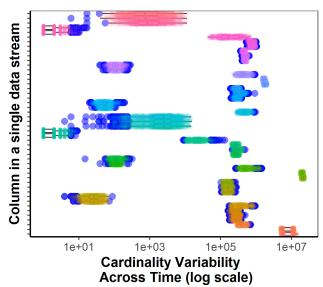 Column in a single data stream
1e+01 1e+03 1e+05 1e+07
Cardinality Variability
Across Time (log scale)